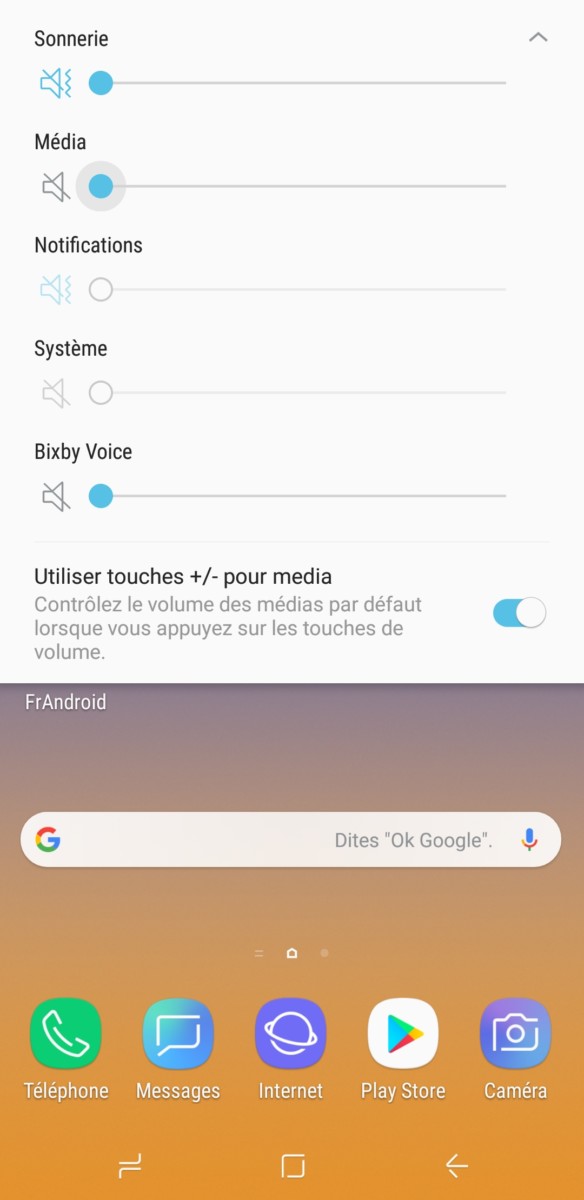 Sonnerie
Média
Notifications
Système
Bixby Voice
Utiliser touches +/- pour media
Contrôlez le volume des médias par défaut
lorsque vous appuyez sur les touches de
volume.
FrAndroid
Dites "Ok Google".
Téléphone
Messages
Internet
Play Store
Caméra